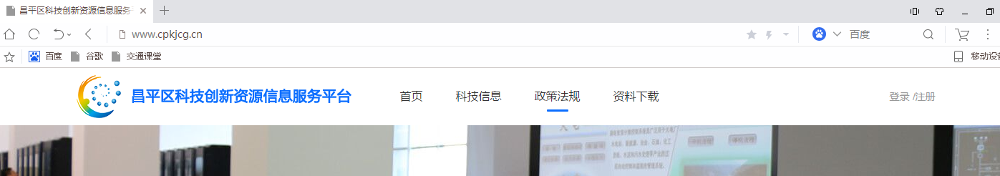 昌平区科技创新资源信息服务平
www.cpkjcg.cn
百度
百度 谷歌 交通课堂 移动设备
昌平区科技创新资源信息服务平台 首页 科技信息 政策法规 资料下载 登录 /注册